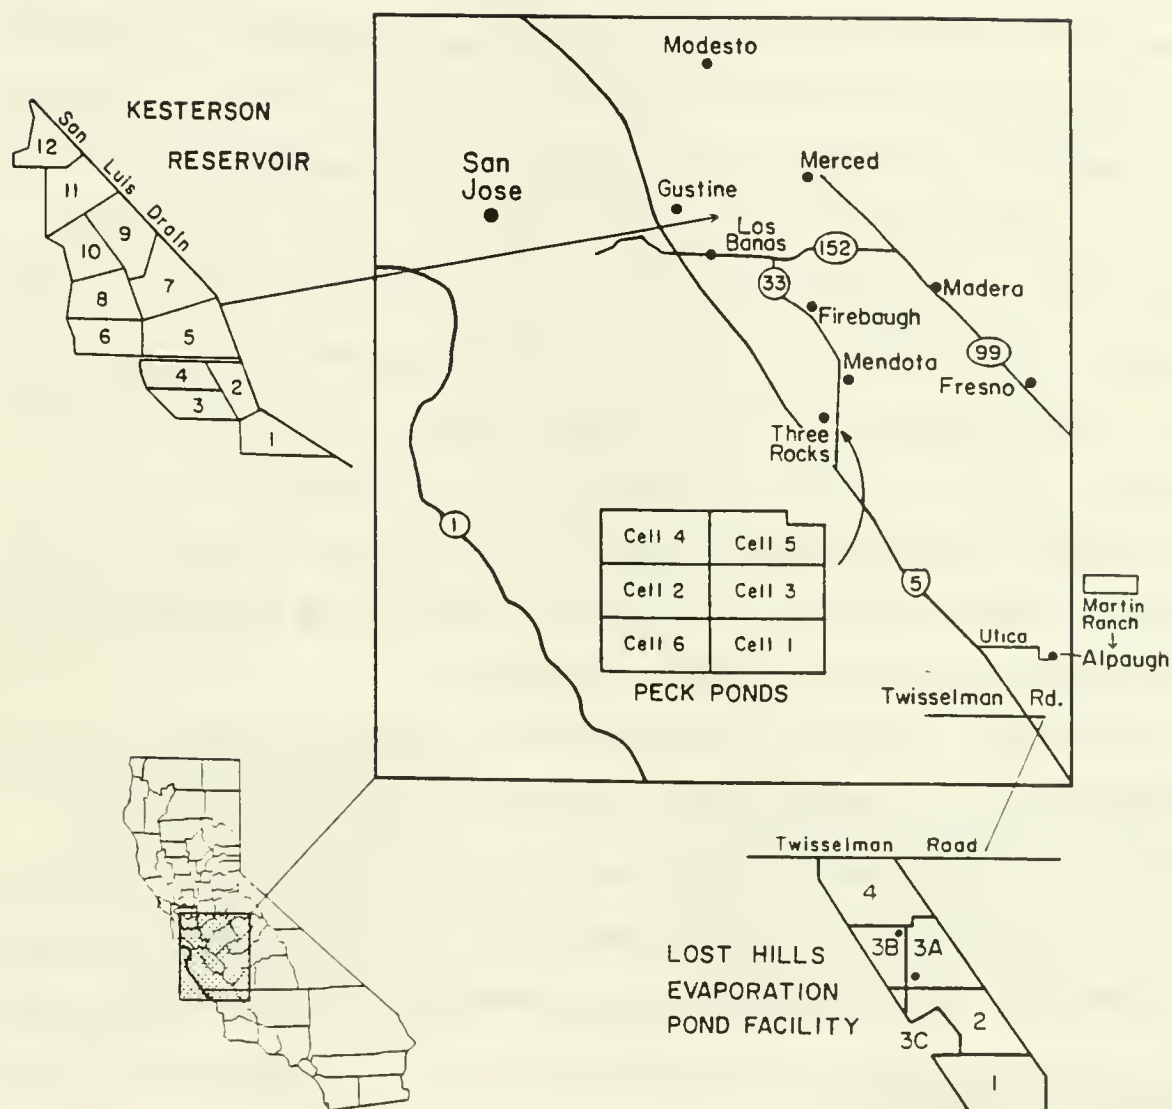 KESTERSON
RESERVOIR
San Luis Drain
12
11
10
9
8
7
6
5
4
3
2
1
Modesto
San
Jose
Merced
Gustine
Los
Banas
152
33
Madera
Firebaugh
99
Mendota
Fresno
Three
Rocks
1
5
Cell 4
Cell 5
Cell 2
Cell 3
Cell 6
Cell 1
PECK PONDS
Martin
Ranch
Utica
Alpaugh
Twisselman Rd.
Twisselman Road
LOST HILLS
EVAPORATION
POND FACILITY
4
3B
3A
3C
2
1